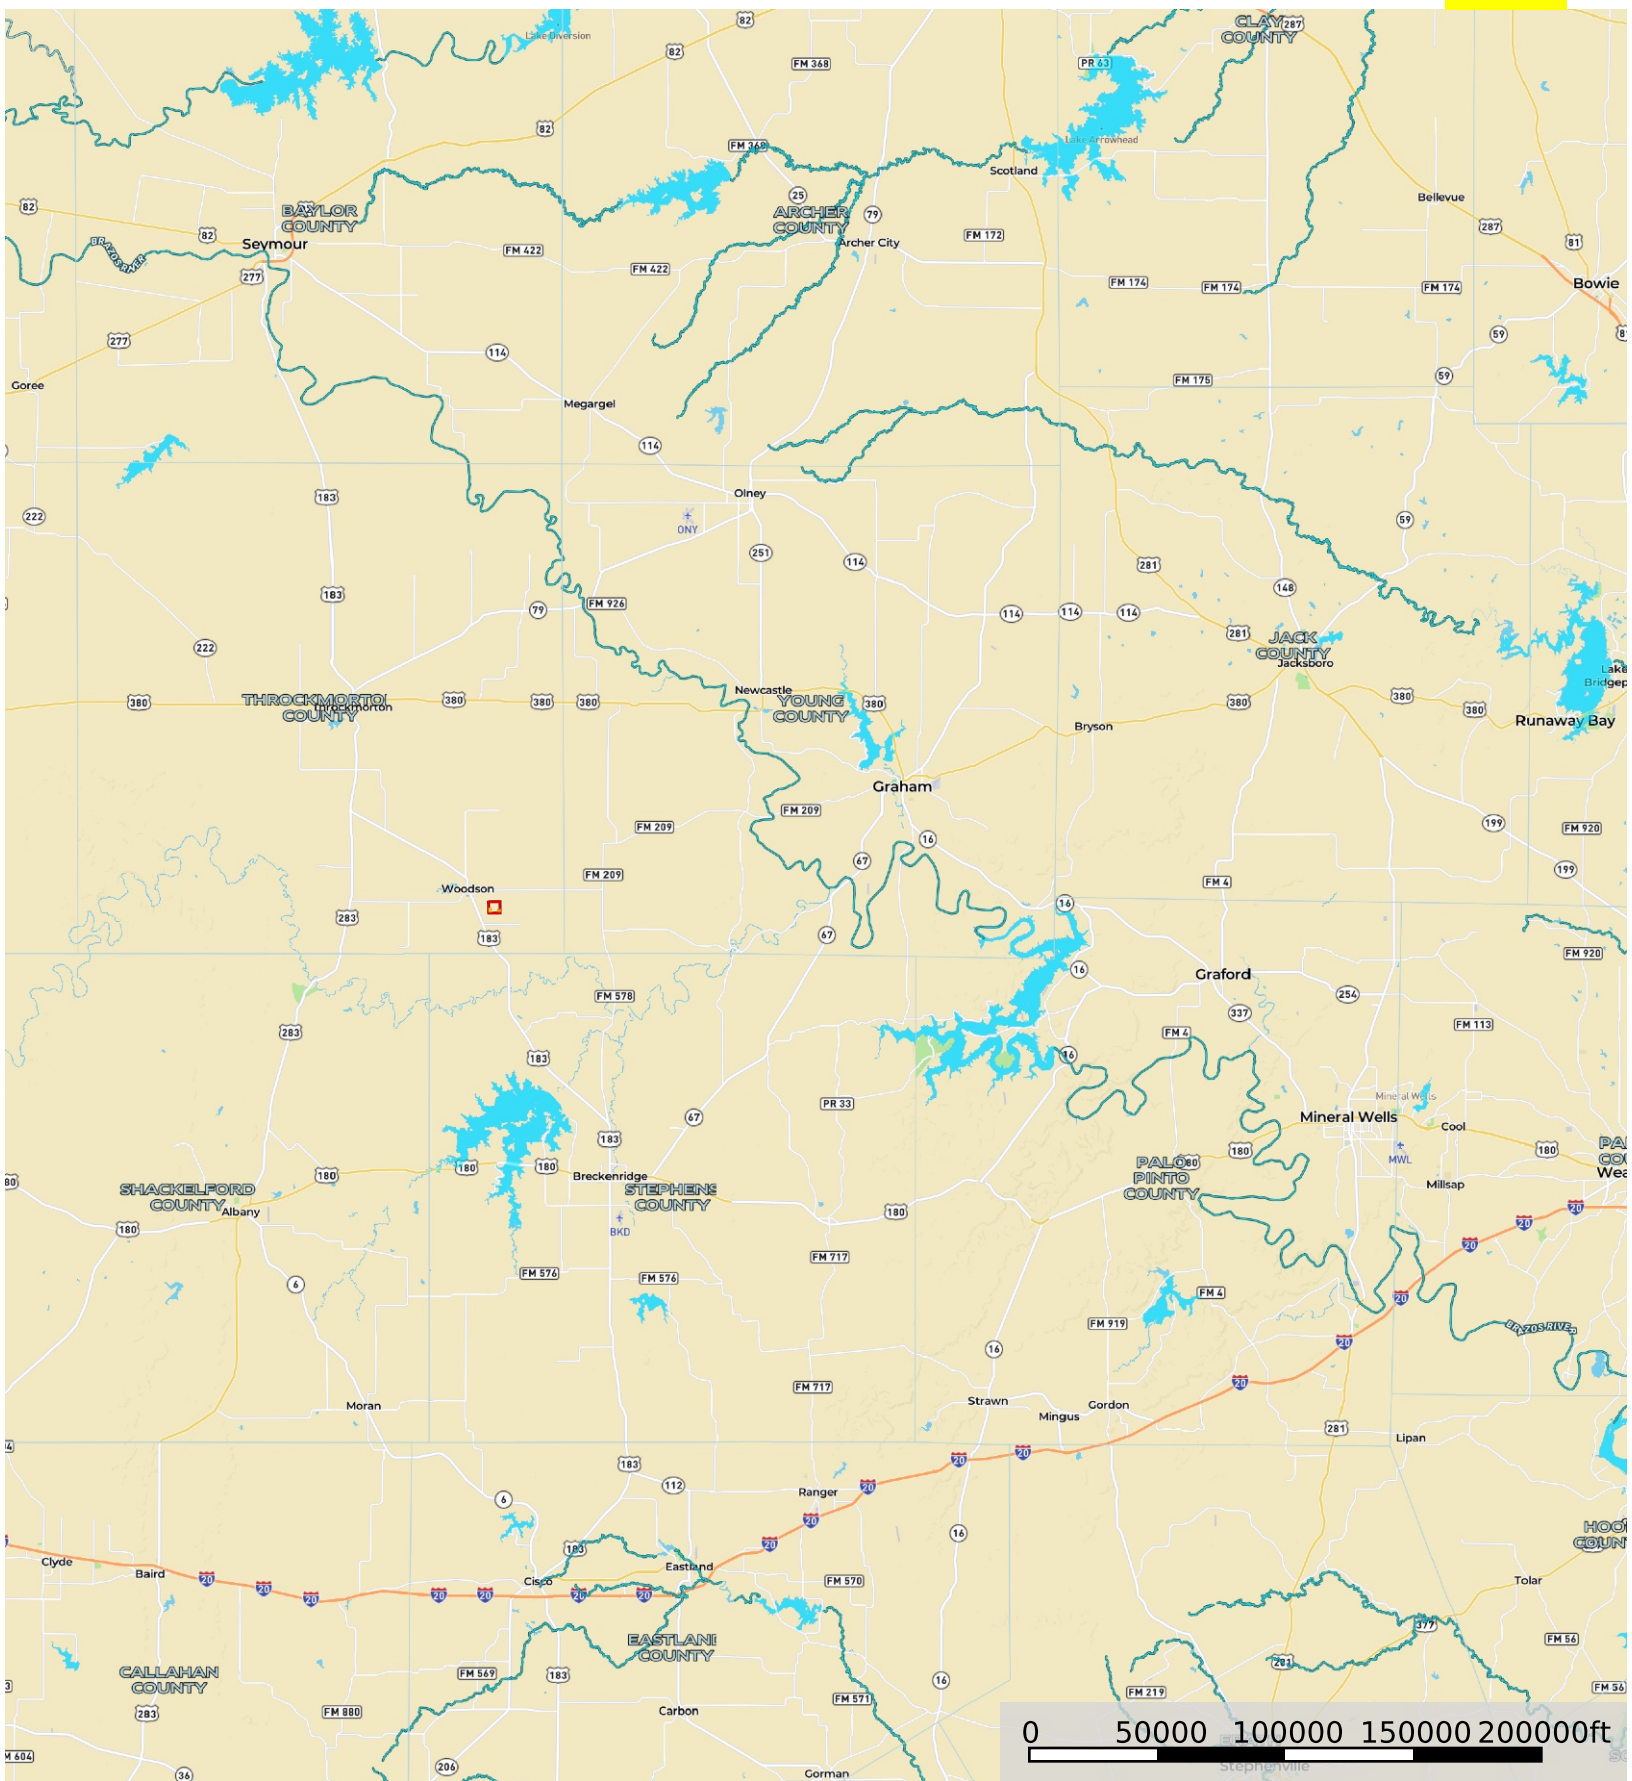 82
Lake Diversion
82
FM 368
PR 63
CLAY
COUNTY
287
82
FM 368
Lake Arrowhead
Scotland
25
82
BAYLOR
COUNTY
ARCHER
COUNTY
79
Bellevue
287
81
82
Seymour
BRAZOS RIVER
277
FM 422
FM 422
Archer City
FM 172
FM 174
FM 174
FM 174
Bowie
277
114
59
Goree
FM 175
59
Megargel
114
183
222
Olney
ONY
59
251
114
281
183
148
79
FM 926
114
114
114
281
JACK
COUNTY
Jacksboro
222
Lake
Bridgep
380
THROCKMORTO
COUNTY
Throckmorton
380
380
380
Newcastle
YOUNG
COUNTY
380
380
380
380
Runaway Bay
Bryson
Graham
FM 209
FM 209
16
199
FM 920
67
199
FM 209
FM 4
Woodson
283
183
16
67
FM 920
16
Graford
FM 578
254
337
FM 113
283
FM 4
183
16
PR 33
67
Mineral Wells
Mineral Wells
Cool
183
MWL
180
180
180
180
180
Breckenridge
PALO
PINTO
COUNTY
80
SHACKELFORD
COUNTY
Albany
STEPHENS
COUNTY
Millsap
180
180
BKD
20
20
20
FM 717
FM 576
FM 576
6
FM 4
20
FM 919
BRAZOS RIVER
20
16
20
FM 717
Moran
Strawn
Mingus
Gordon
281
Lipan
20
20
183
112
20
6
Ranger
20
16
183
20
Clyde
Baird
20
20
20
Cisco
Eastland
FM 570
20
20
20
20
Tolar
377
FM 56
EASTLAND
COUNTY
281
CALLAHAN
COUNTY
FM 569
183
16
FM 219
FM 56
283
FM 880
Carbon
FM 571
0 50000 100000 150000 200000ft
206
36
Gorman
Stephenville